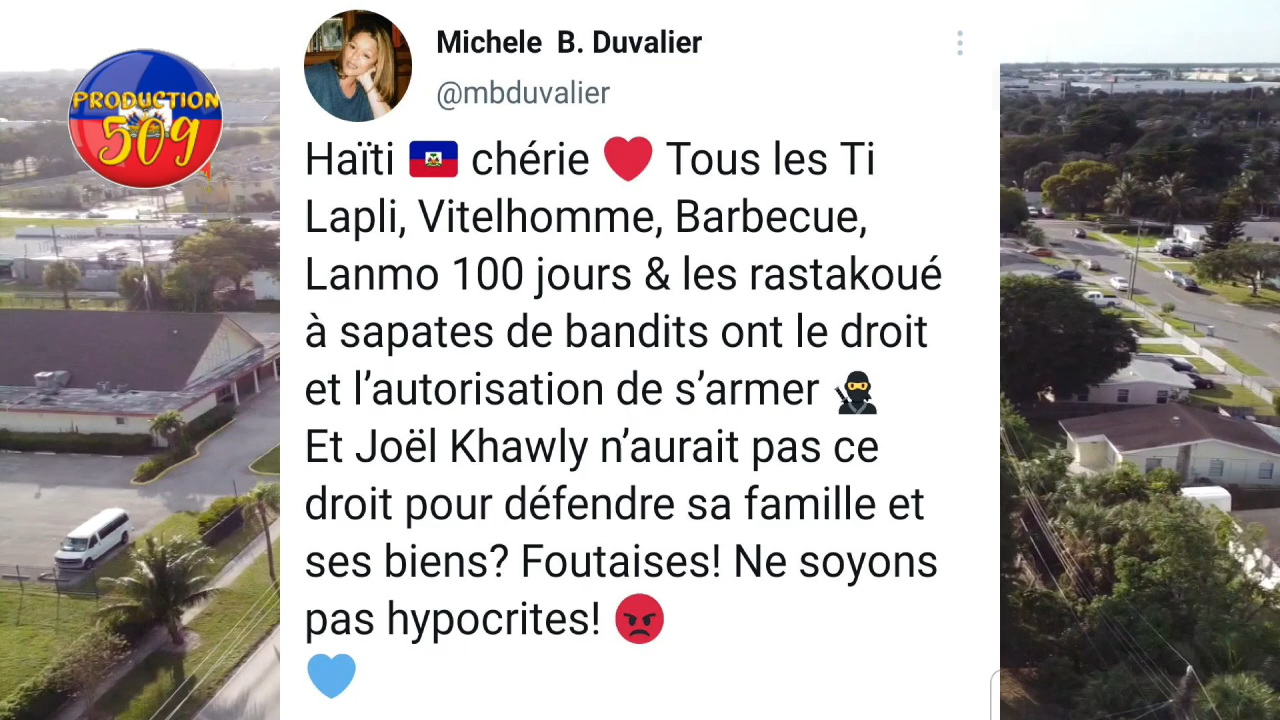 PRODUCTION
509
Michele B. Duvalier
@mbduvalier
Haïti 🇭🇹 chérie ❤️ Tous les Ti
Lapli, Vitelhomme, Barbecue,
Lanmo 100 jours & les rastakoué
à sapates de bandits ont le droit
et l’autorisation de s’armer 🥷
Et Joël Khawly n’aurait pas ce
droit pour défendre sa famille et
ses biens? Foutaises! Ne soyons
pas hypocrites! 😡
💙